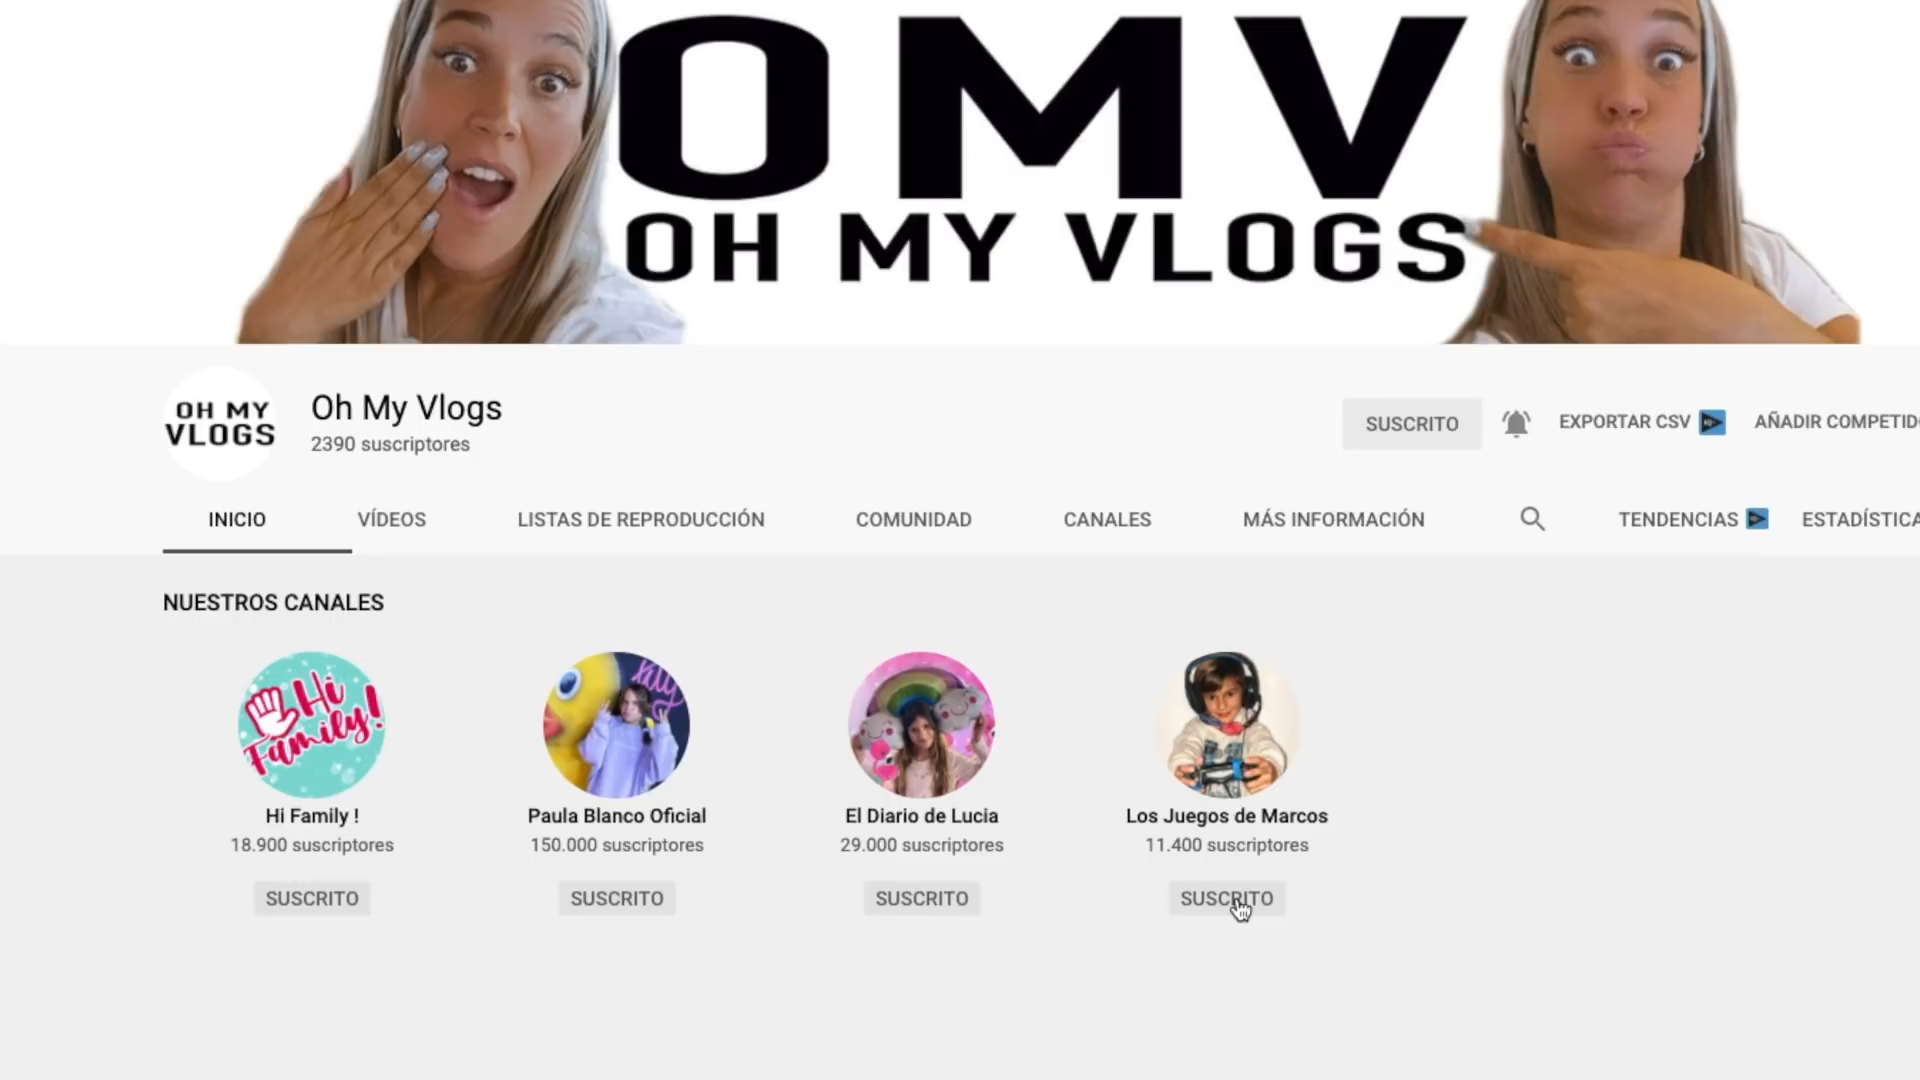 OMV
OH MY VLOGS
OH MY
VLOGS
Oh My Vlogs
2390 suscriptores
SUSCRITO
EXPORTAR CSV
AÑADIR
INICIO
VÍDEOS
LISTAS DE REPRODUCCIÓN
COMUNIDAD
CANALES
MÁS INFORMACIÓN
TENDENCIAS
NUESTROS CANALES
Hi
Family!
Hi Family !
18.900 suscriptores
SUSCRITO
Paula Blanco Oficial
150.000 suscriptores
SUSCRITO
El Diario de Lucia
29.000 suscriptores
SUSCRITO
Los Juegos de Marcos
11.400 suscriptores
SUSCRITO